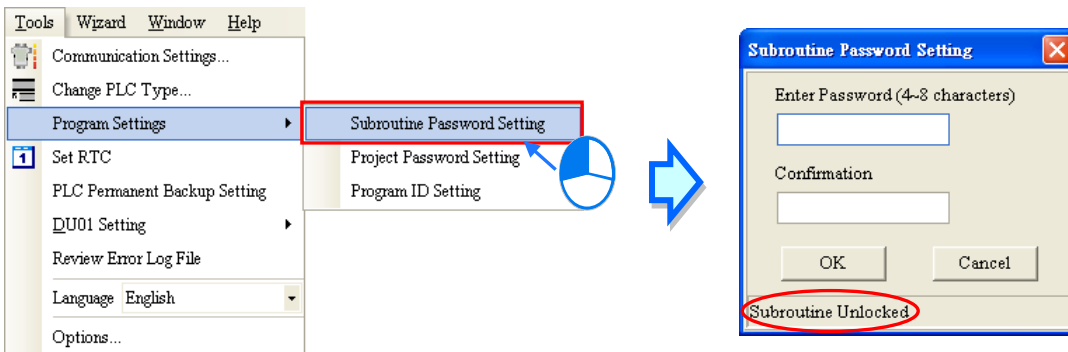 Tools Wizard Window Help
Communication Settings...
Change PLC Type...
Program Settings
Set RTC
PLC Permanent Backup Setting
DU01 Setting
Review Error Log File
Language English
Options...
Subroutine Password Setting
Project Password Setting
Program ID Setting
Subroutine Password Setting
Enter Password (4~8 characters)
Confirmation
OK Cancel
Subroutine Unlocked
1